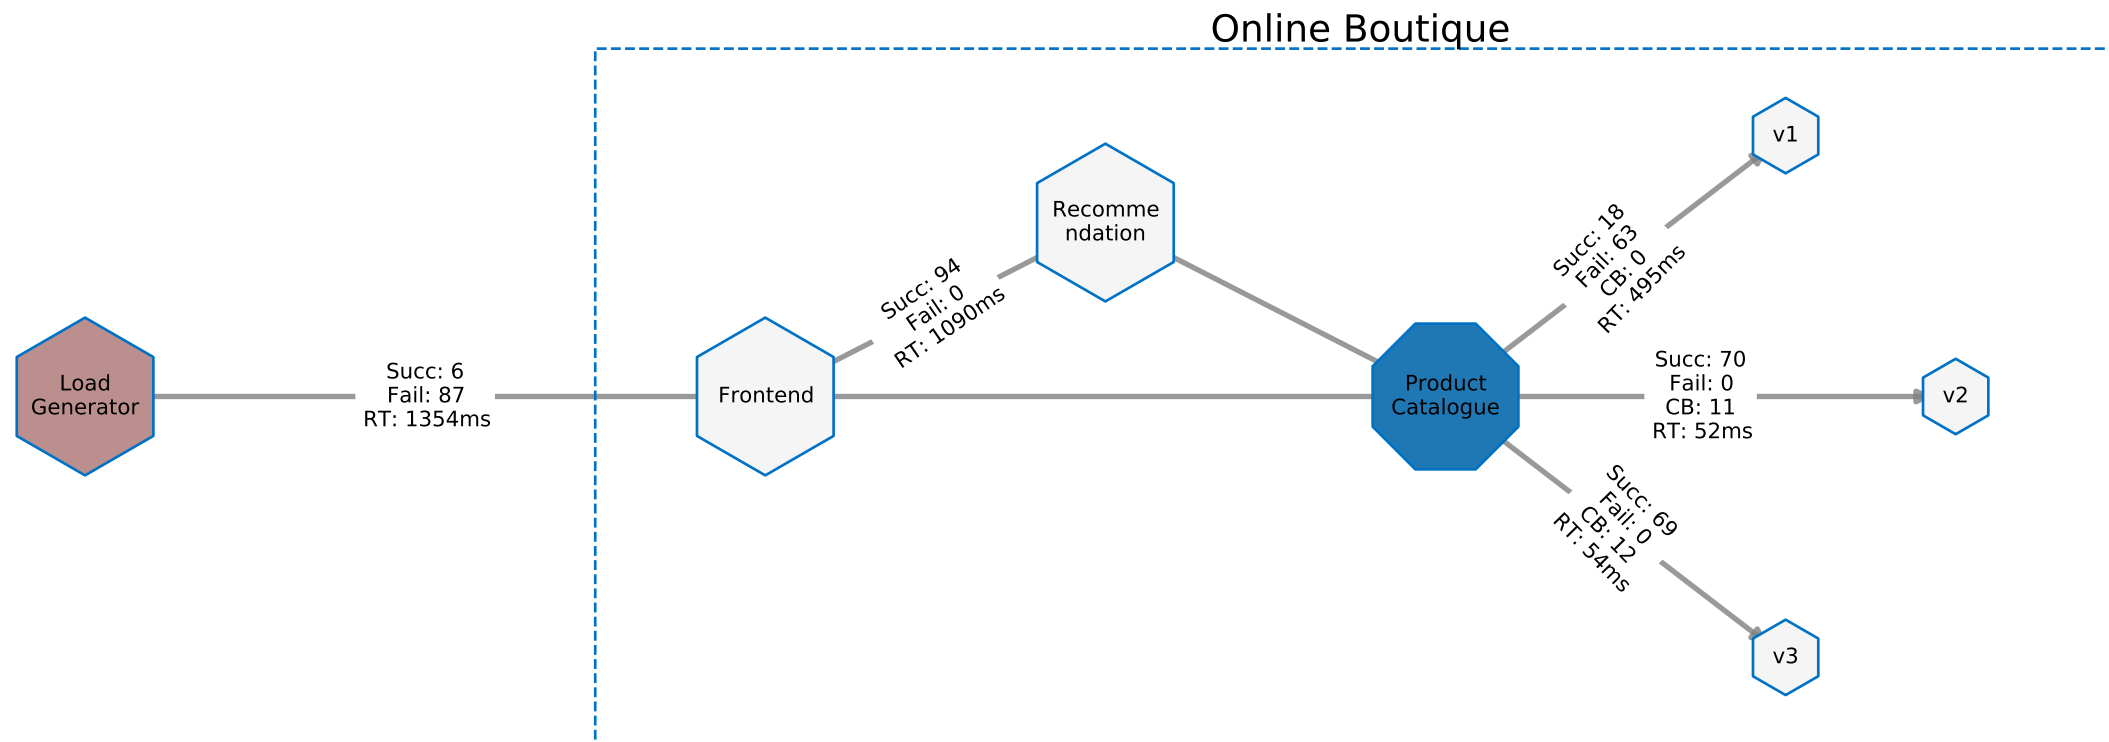 Online Boutique
Load
Generator
Succ: 6
Fail: 87
RT: 1354ms
Frontend
Succ: 94
Fail: 0
RT: 1090ms
Recomme
ndation
Product
Catalogue
Succ: 18
Fail: 63
CB: 0
RT: 495ms
v1
Succ: 70
Fail: 0
CB: 11
RT: 52ms
v2
Succ: 69
Fail: 0
CB: 12
RT: 54ms
v3